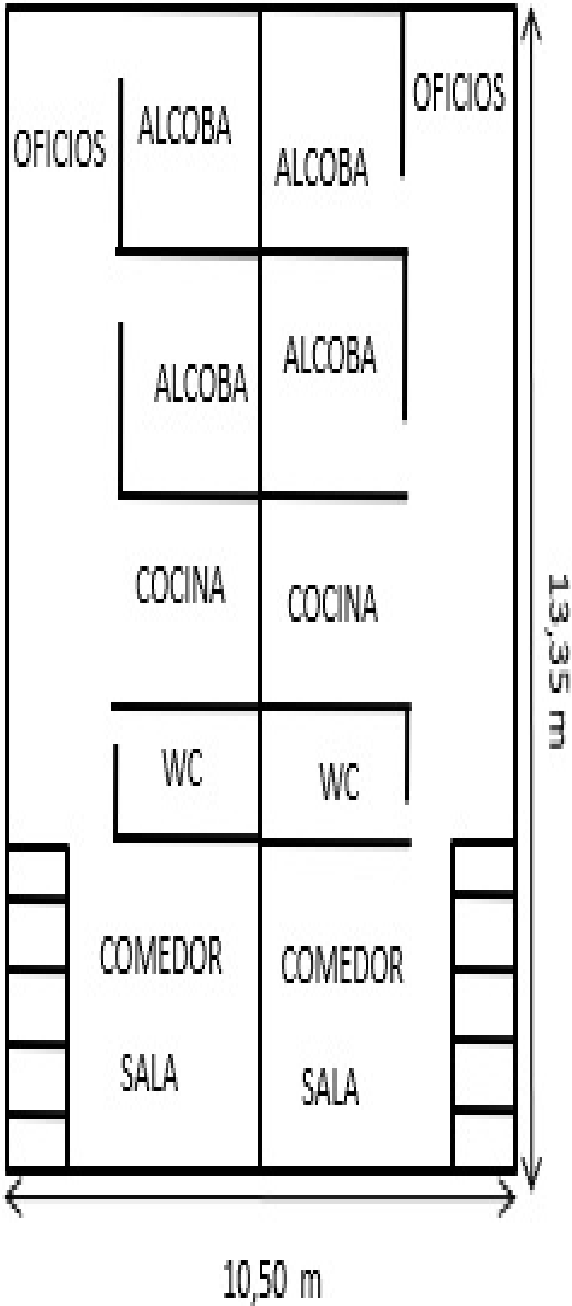 OFICIOS
ALCOBA
OFICIOS
ALCOBA
ALCOBA
ALCOBA
COCINA
COCINA
13,35 m
WC
WC
COMEDOR
COMEDOR
SALA
SALA
10,50 m